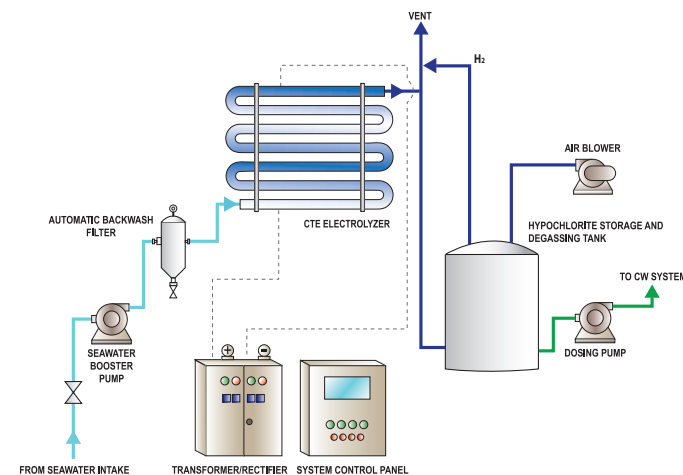 VENT
H₂
AIR BLOWER
AUTOMATIC BACKWASH
FILTER
CTE ELECTROLYZER
HYPOCHLORITE STORAGE AND
DEGASSING TANK
TO CW SYSTEM
SEAWATER
BOOSTER
PUMP
DOSING PUMP
+
−
FROM SEAWATER INTAKE
TRANSFORMER/RECTIFIER
SYSTEM CONTROL PANEL